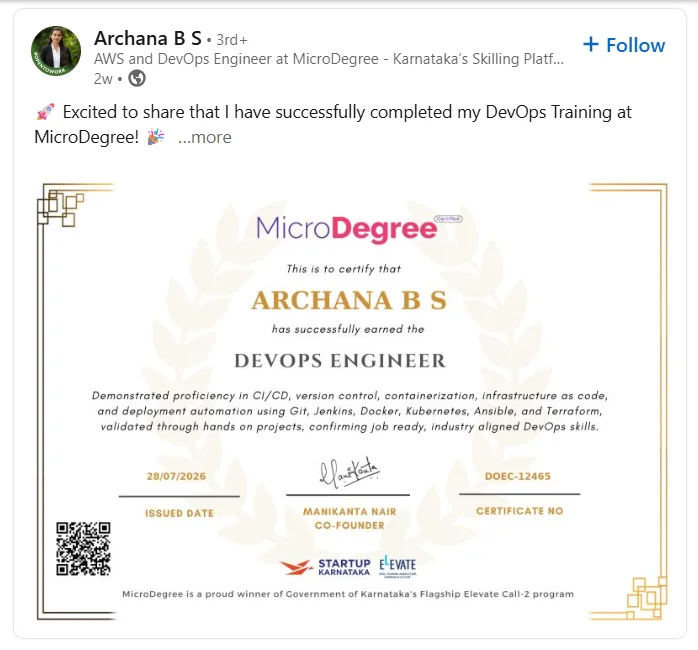 Archana B S • 3rd+
AWS and DevOps Engineer at MicroDegree - Karnataka's Skilling Platf...
2w •
+ Follow
🚀 Excited to share that I have successfully completed my DevOps Training at
MicroDegree! 🎉 ...more
#OPENTOWORK
MicroDegree Certified
This is to certify that
ARCHANA B S
has successfully earned the
DEVOPS ENGINEER
Demonstrated proficiency in CI/CD, version control, containerization, infrastructure as code,
and deployment automation using Git, Jenkins, Docker, Kubernetes, Ansible, and Terraform,
validated through hands on projects, confirming job ready, industry aligned DevOps skills.
28/07/2026
ISSUED DATE
Manikanta
MANIKANTA NAIR
CO-FOUNDER
DOEC-12465
CERTIFICATE NO
STARTUP
KARNATAKA
ELEVATE
MicroDegree is a proud winner of Government of Karnataka's Flagship Elevate Call-2 program